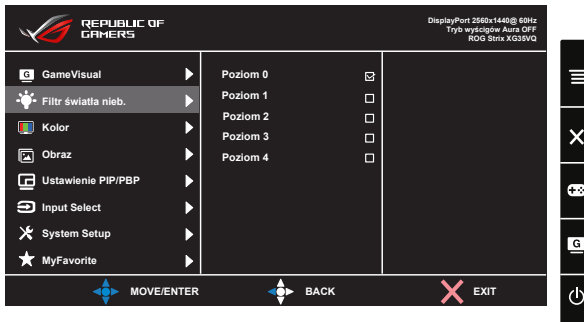 REPUBLIC OF
GAMERS
DisplayPort 2560x1440@ 60Hz
Tryb wyścigów Aura OFF
ROG Strix XG35VQ
G GameVisual
Filtr światła nieb.
Kolor
Obraz
Ustawienie PIP/PBP
Input Select
System Setup
MyFavorite
Poziom 0
Poziom 1
Poziom 2
Poziom 3
Poziom 4
MOVE/ENTER
BACK
EXIT
G